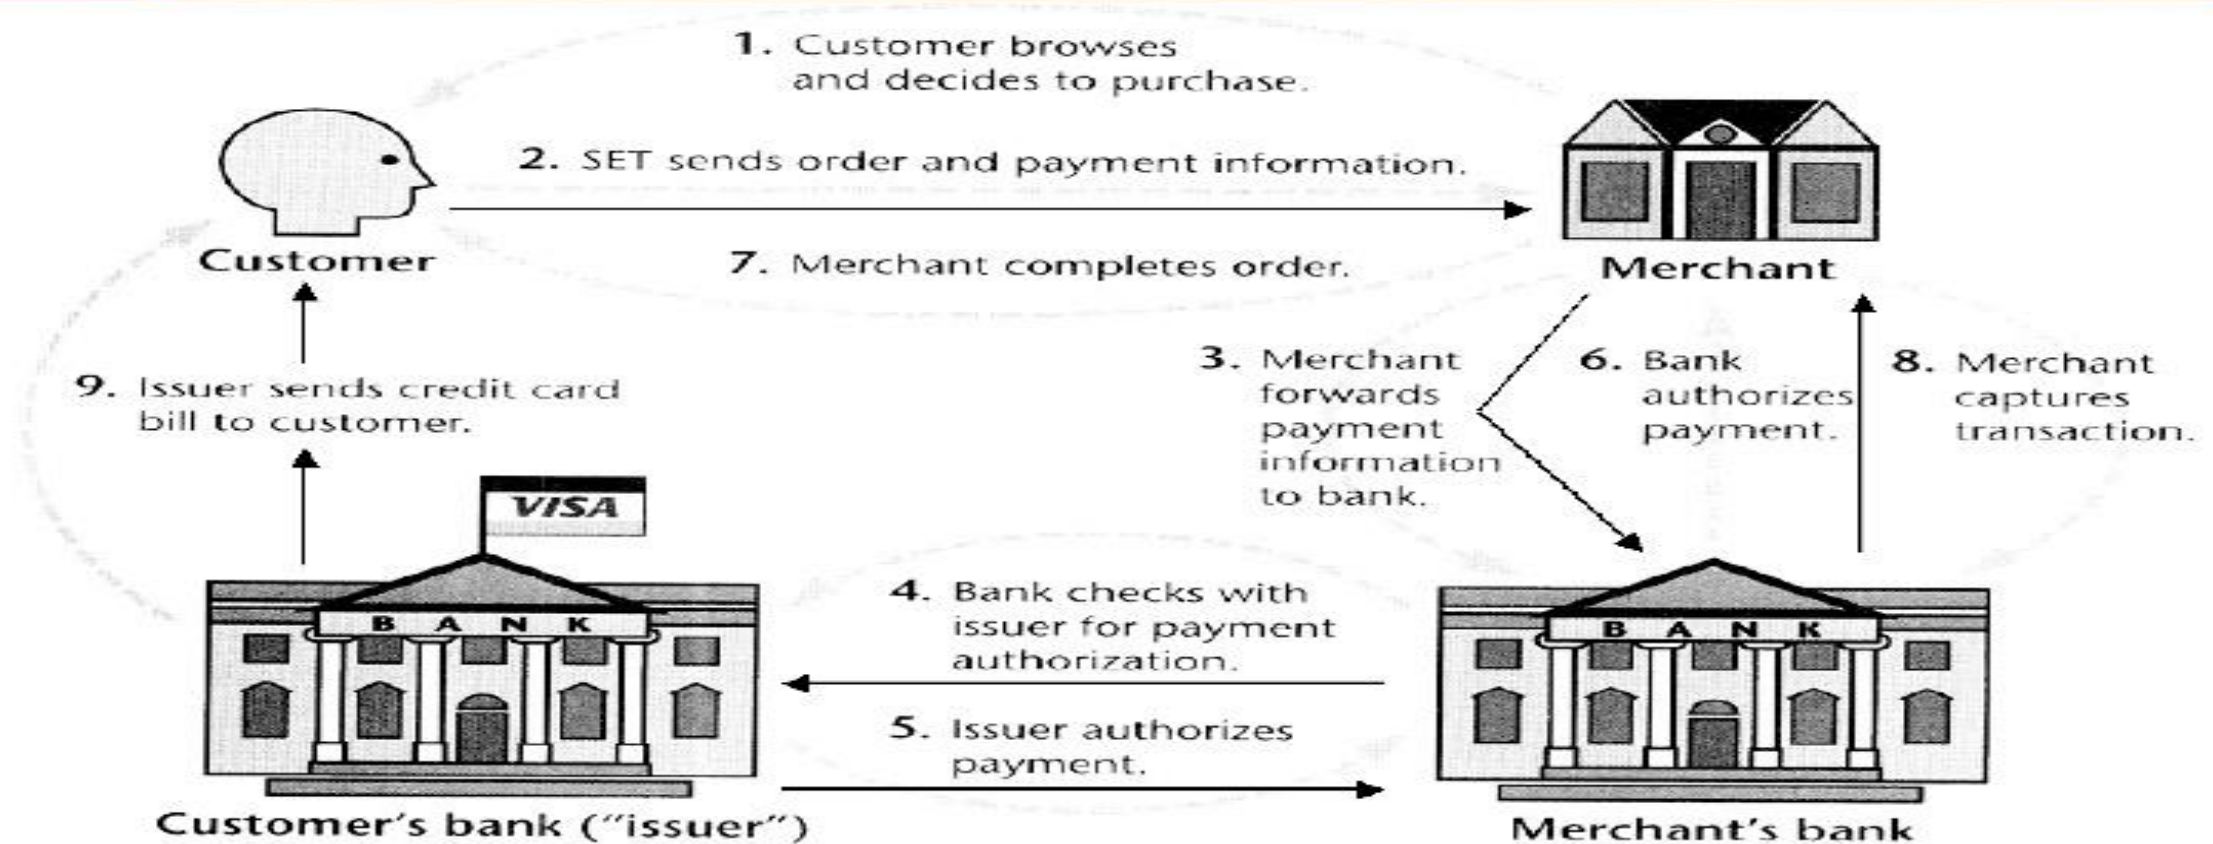 1. Customer browses
and decides to purchase.
2. SET sends order and payment information.
Customer
7. Merchant completes order.
Merchant
3. Merchant
forwards
payment
information
to bank.
6. Bank
authorizes
payment.
8. Merchant
captures
transaction.
9. Issuer sends credit card
bill to customer.
VISA
BANK
4. Bank checks with
issuer for payment
authorization.
BANK
5. Issuer authorizes
payment.
Customer's bank ("issuer")
Merchant's bank